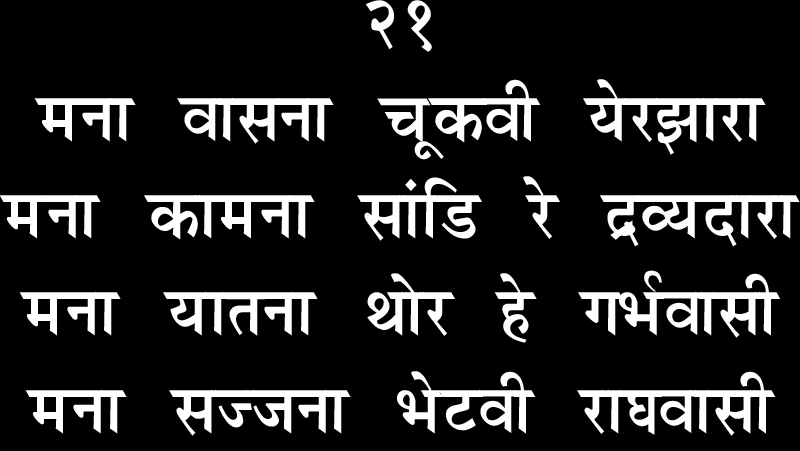 २१
मना वासना चूकवी येरझारा
मना कामना सांडि रे द्रव्यदारा
मना यातना थोर हे गर्भवासी
मना सज्जना भेटवी राघवासी